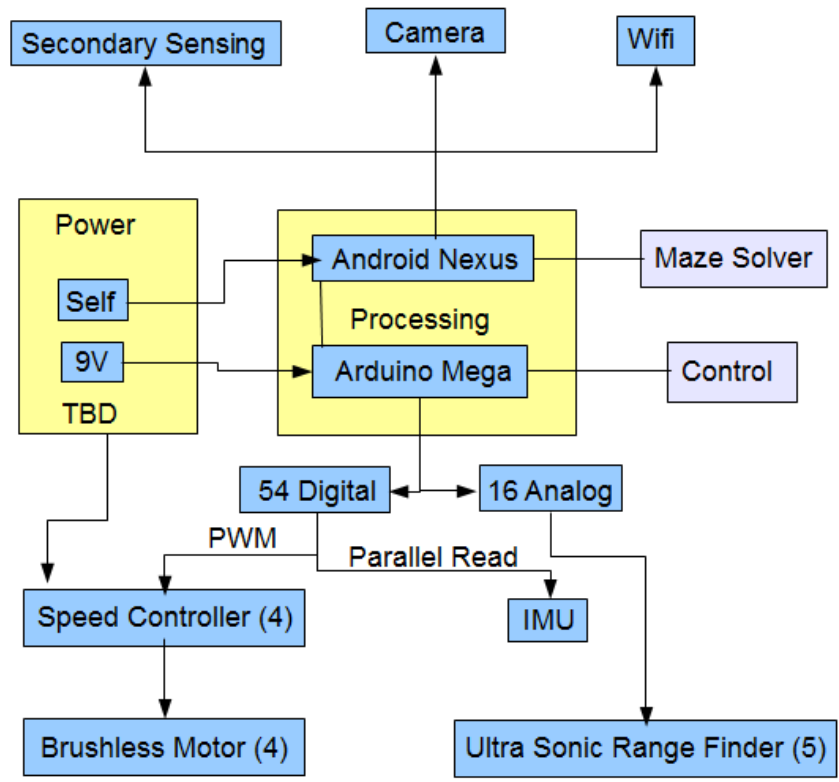 Secondary Sensing
Camera
Wifi
Power
Self
9V
TBD
Android Nexus
Processing
Arduino Mega
Maze Solver
Control
54 Digital
16 Analog
PWM
Parallel Read
Speed Controller (4)
IMU
Brushless Motor (4)
Ultra Sonic Range Finder (5)